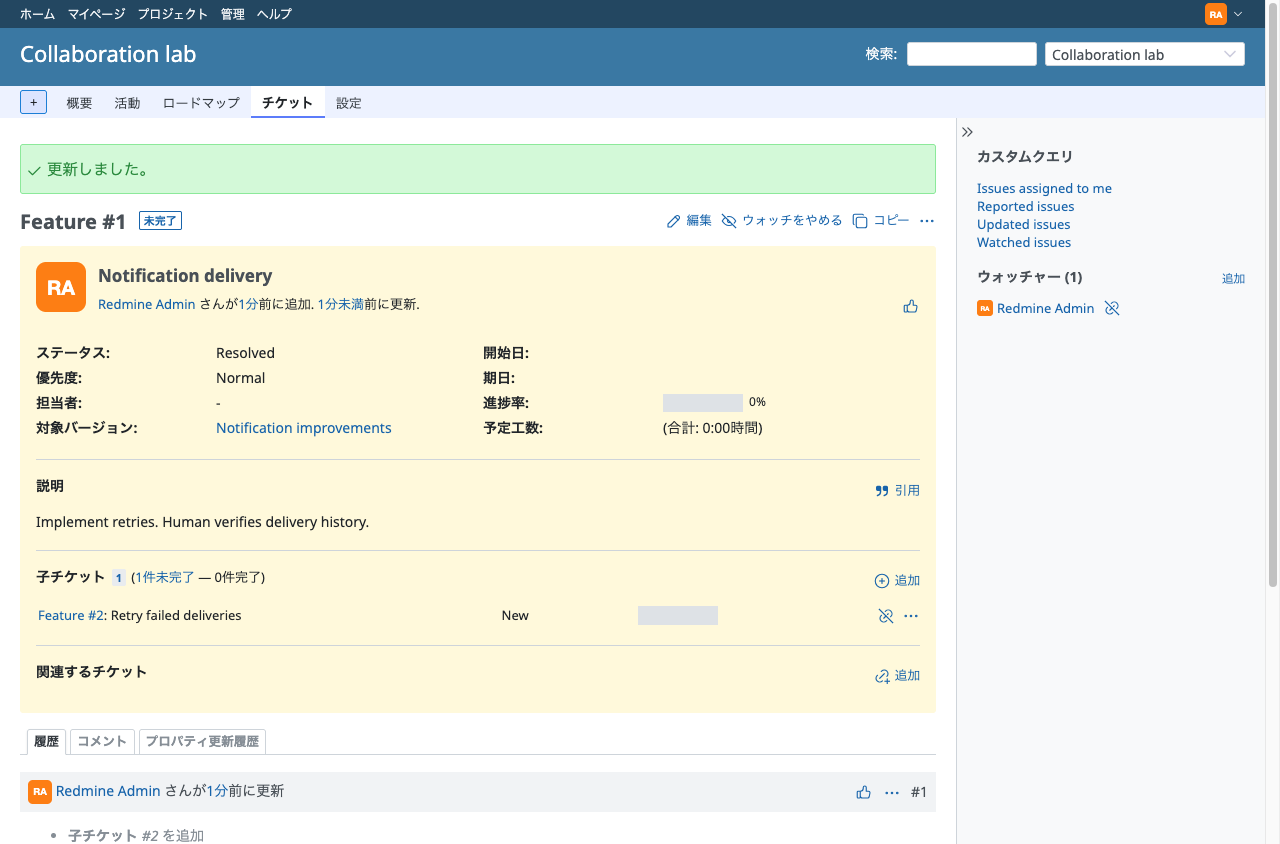 ホーム マイページ プロジェクト 管理 ヘルプ
RA
Collaboration lab
検索:
Collaboration lab
+ 概要 活動 ロードマップ チケット 設定
更新しました。
Feature #1 未完了
編集 ウォッチをやめる コピー
RA
Notification delivery
Redmine Admin さんが1分前に追加. 1分未満前に更新.
ステータス: Resolved 開始日:
優先度: Normal 期日:
担当者: - 進捗率: 0%
対象バージョン: Notification improvements 予定工数: (合計: 0:00時間)
説明
引用
Implement retries. Human verifies delivery history.
子チケット 1 (1件未完了 — 0件完了)
追加
Feature #2: Retry failed deliveries New
関連するチケット
追加
履歴 コメント プロパティ更新履歴
RA Redmine Admin さんが1分前に更新 #1
子チケット #2 を追加
カスタムクエリ
Issues assigned to me
Reported issues
Updated issues
Watched issues
ウォッチャー (1) 追加
RA Redmine Admin